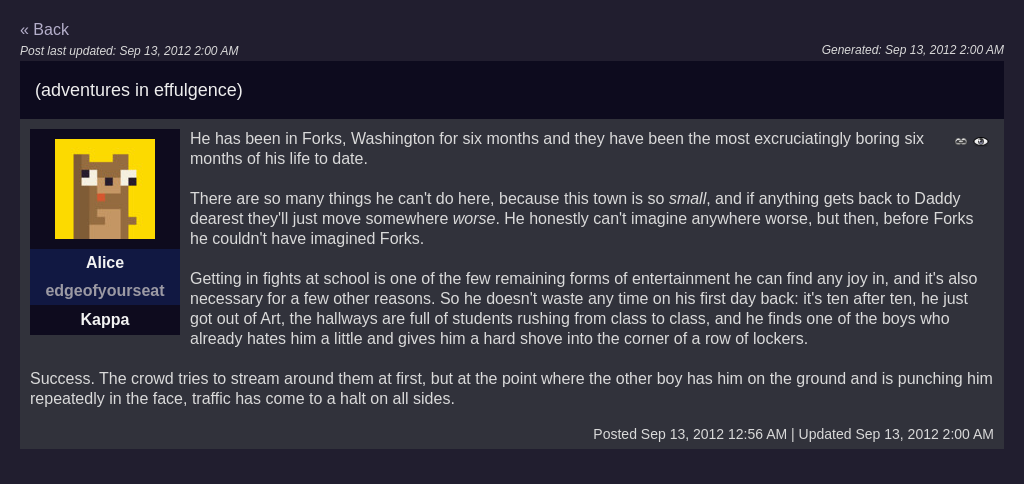 « Back
Post last updated: Sep 13, 2012 2:00 AM
Generated: Sep 13, 2012 2:00 AM
(adventures in effulgence)
Alice
edgeofyourseat
Kappa
He has been in Forks, Washington for six months and they have been the most excruciatingly boring six
months of his life to date.
There are so many things he can't do here, because this town is so small, and if anything gets back to Daddy
dearest they'll just move somewhere worse. He honestly can't imagine anywhere worse, but then, before Forks
he couldn't have imagined Forks.
Getting in fights at school is one of the few remaining forms of entertainment he can find any joy in, and it's also
necessary for a few other reasons. So he doesn't waste any time on his first day back: it's ten after ten, he just
got out of Art, the hallways are full of students rushing from class to class, and he finds one of the boys who
already hates him a little and gives him a hard shove into the corner of a row of lockers.
Success. The crowd tries to stream around them at first, but at the point where the other boy has him on the ground and is punching him
repeatedly in the face, traffic has come to a halt on all sides.
Posted Sep 13, 2012 12:56 AM | Updated Sep 13, 2012 2:00 AM